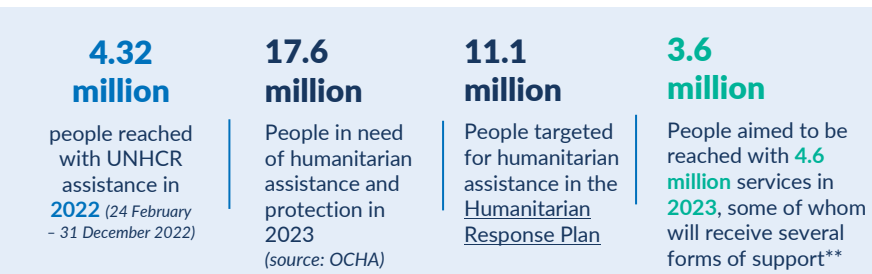 4.32
million
people reached
with UNHCR
assistance in
2022 (24 February
– 31 December 2022)
17.6
million
People in need
of humanitarian
assistance and
protection in
2023
(source: OCHA)
11.1
million
People targeted
for humanitarian
assistance in the
Humanitarian
Response Plan
3.6
million
People aimed to be
reached with 4.6
million services in
2023, some of whom
will receive several
forms of support**